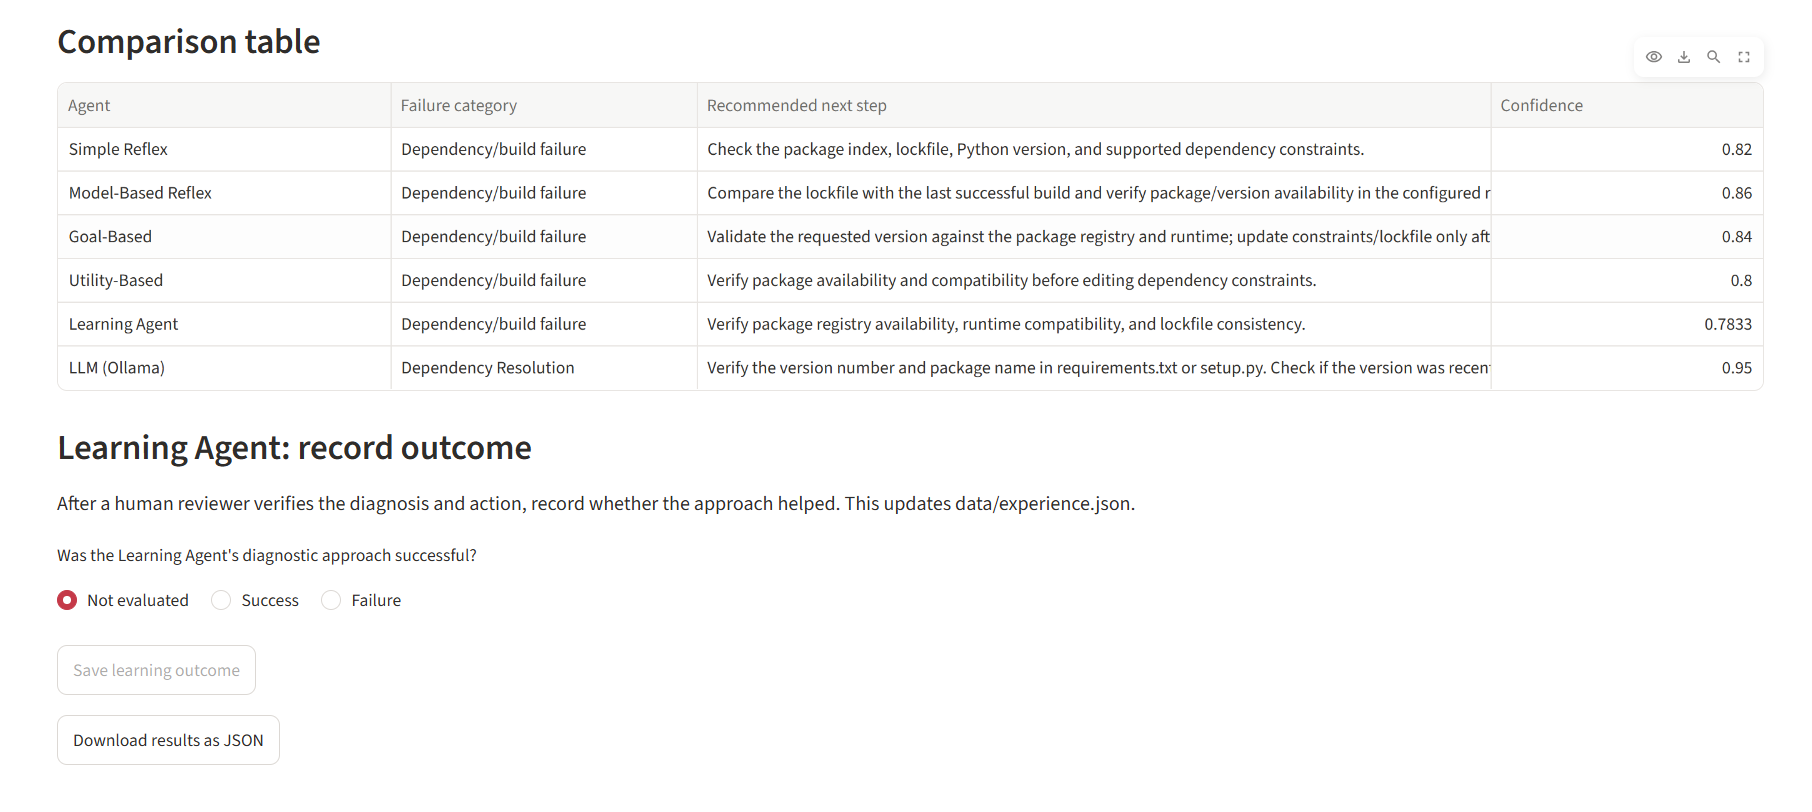 Comparison table
Agent Failure category Recommended next step Confidence
Simple Reflex Dependency/build failure Check the package index, lockfile, Python version, and supported dependency constraints. 0.82
Model-Based Reflex Dependency/build failure Compare the lockfile with the last successful build and verify package/version availability in the configured r 0.86
Goal-Based Dependency/build failure Validate the requested version against the package registry and runtime; update constraints/lockfile only aft 0.84
Utility-Based Dependency/build failure Verify package availability and compatibility before editing dependency constraints. 0.8
Learning Agent Dependency/build failure Verify package registry availability, runtime compatibility, and lockfile consistency. 0.7833
LLM (Ollama) Dependency Resolution Verify the version number and package name in requirements.txt or setup.py. Check if the version was recen 0.95
Learning Agent: record outcome
After a human reviewer verifies the diagnosis and action, record whether the approach helped. This updates data/experience.json.
Was the Learning Agent's diagnostic approach successful?
Not evaluated Success Failure
Save learning outcome
Download results as JSON